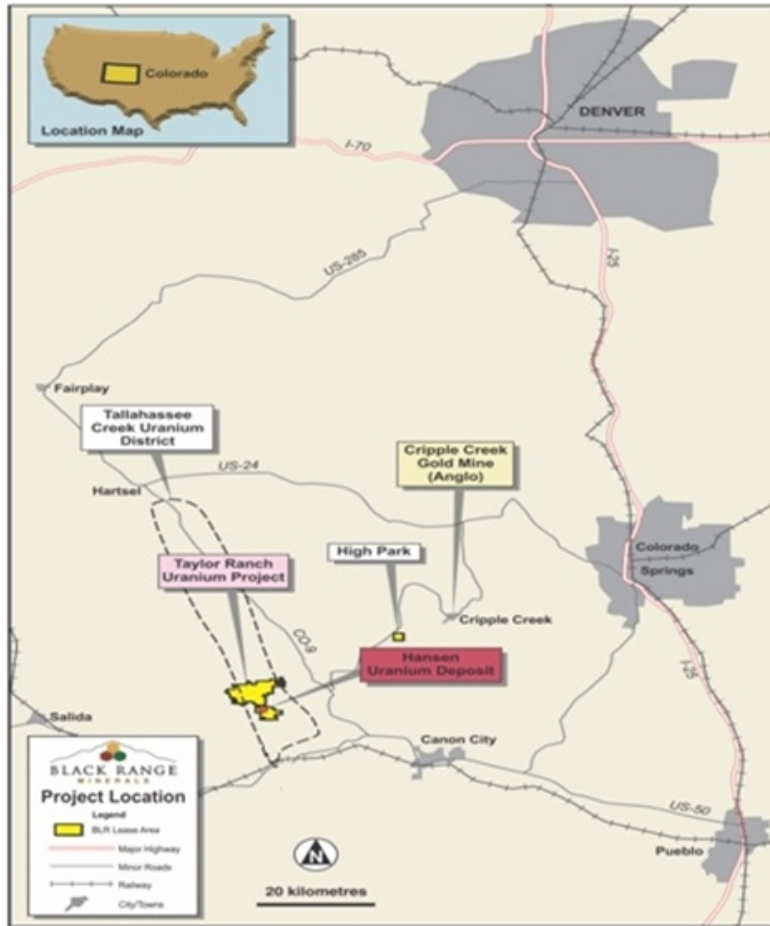 Colorado
Location Map
DENVER
I-70
US-285
I-25
Fairplay
Tallahassee
Creek Uranium
District
Cripple Creek
Gold Mine
(Anglo)
US-24
Hartsel
High Park
Colorado
Springs
Taylor Ranch
Uranium Project
Cripple Creek
CO-9
Hansen
Uranium Deposit
I-25
Salida
Canon City
BLACK RANGE
MINERALS
Project Location
Legend
BLR Lease Area
Major Highway
Minor Roads
Railway
City/Towns
N
20 kilometres
US-50
Pueblo